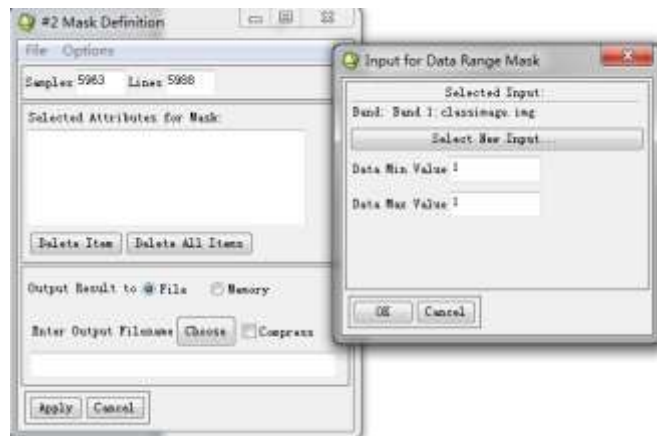 #2 Mask Definition
File Options
Samples 5963 Lines 5988
Selected Attributes for Mask:
Delete Item Delete All Items
Output Result to File Memory
Enter Output Filename Choose Compress
Apply Cancel
Input for Data Range Mask
Selected Input:
Band: Band 1:classimage.img
Select New Input...
Data Min Value 1
Data Max Value 1
OK Cancel